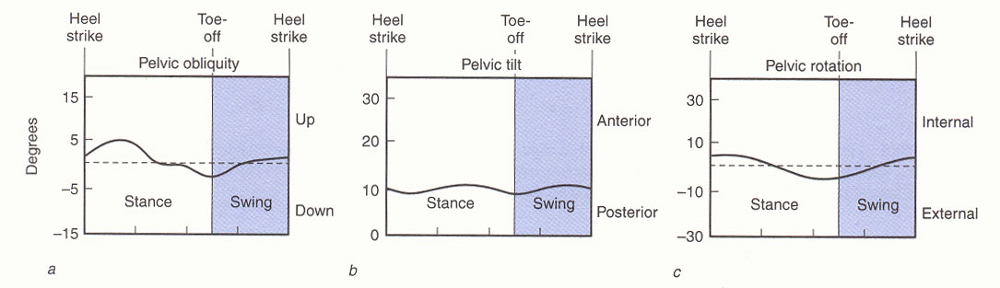 Heel strike
Toe-off
Heel strike
Pelvic obliquity
Degrees
15
5
−5
−15
Up
Down
Stance
Swing
a
Heel strike
Toe-off
Heel strike
Pelvic tilt
30
20
10
0
Anterior
Posterior
Stance
Swing
b
Heel strike
Toe-off
Heel strike
Pelvic rotation
30
10
−10
−30
Internal
External
Stance
Swing
c